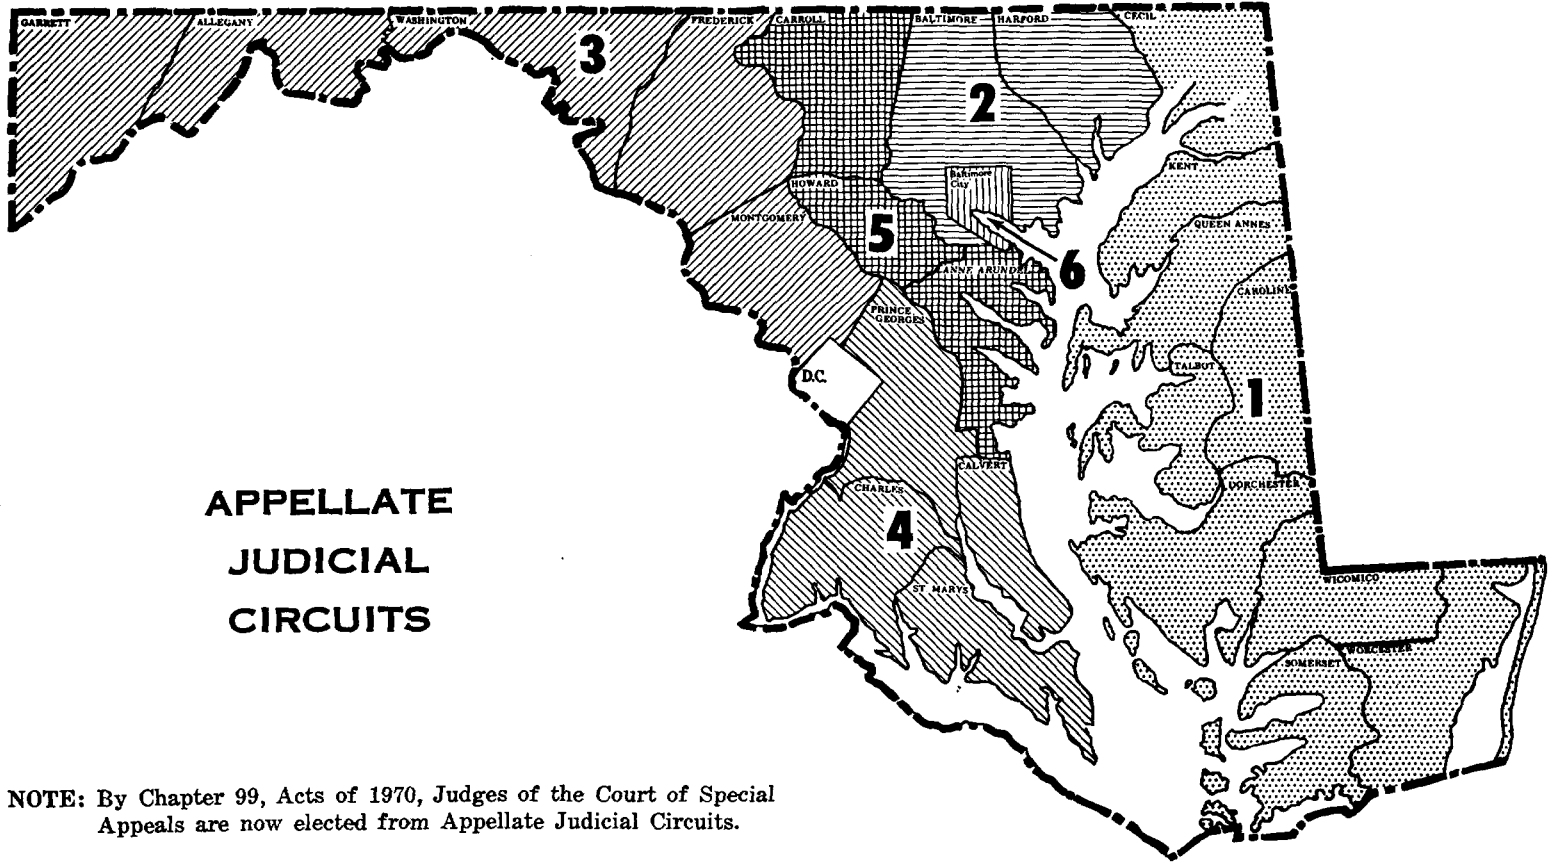 GARRETT
ALLEGANY
WASHINGTON
FREDERICK
CARROLL
BALTIMORE
HARFORD
CECIL
3
2
Baltimore
City
KENT
HOWARD
MONTGOMERY
5
QUEEN ANNES
6
ANNE ARUNDEL
CAROLINE
PRINCE
GEORGES
TALBOT
D.C.
1
CALVERT
DORCHESTER
CHARLES
4
ST MARYS
WICOMICO
WORCESTER
SOMERSET
APPELLATE
JUDICIAL
CIRCUITS
NOTE: By Chapter 99, Acts of 1970, Judges of the Court of Special
Appeals are now elected from Appellate Judicial Circuits.